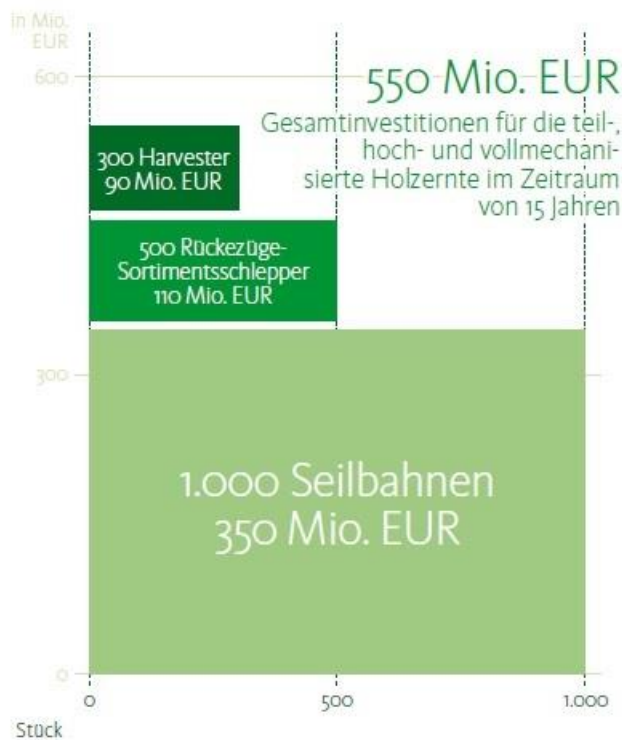 in Mio.
EUR
600
550 Mio. EUR
Gesamtinvestitionen für die teil-,
hoch- und vollmechani-
sierte Holzernte im Zeitraum
von 15 Jahren
300 Harvester
90 Mio. EUR
500 Rückezüge-
Sortimentsschlepper
110 Mio. EUR
300
1.000 Seilbahnen
350 Mio. EUR
0
0
500
1.000
Stück